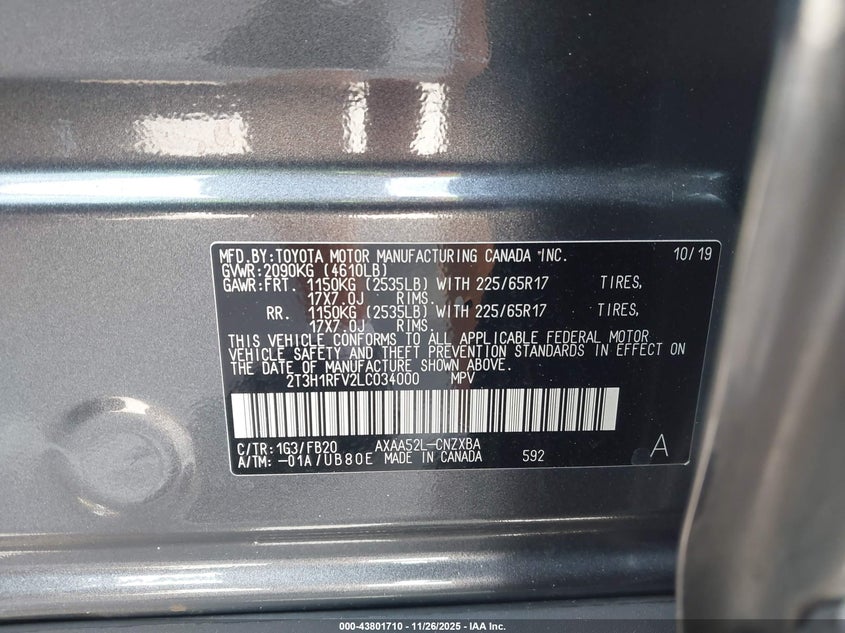 MFD.BY:TOYOTA MOTOR MANUFACTURING CANADA INC. 10/19
GVWR:2090KG (4610LB)
GAWR:FRT. 1150KG (2535LB) WITH 225/65R17 TIRES,
17X7.0J RIMS.
RR. 1150KG (2535LB) WITH 225/65R17 TIRES,
17X7.0J RIMS.
THIS VEHICLE CONFORMS TO ALL APPLICABLE FEDERAL MOTOR
VEHICLE SAFETY AND THEFT PREVENTION STANDARDS IN EFFECT ON
THE DATE OF MANUFACTURE SHOWN ABOVE.
2T3H1RFV2LC034000 MPV
C/TR:1G3/FB20 AXAA52L-CNZXBA A
A/TM:-01A/UB80E MADE IN CANADA 592
000-43801710 - 11/26/2025 - IAA Inc.